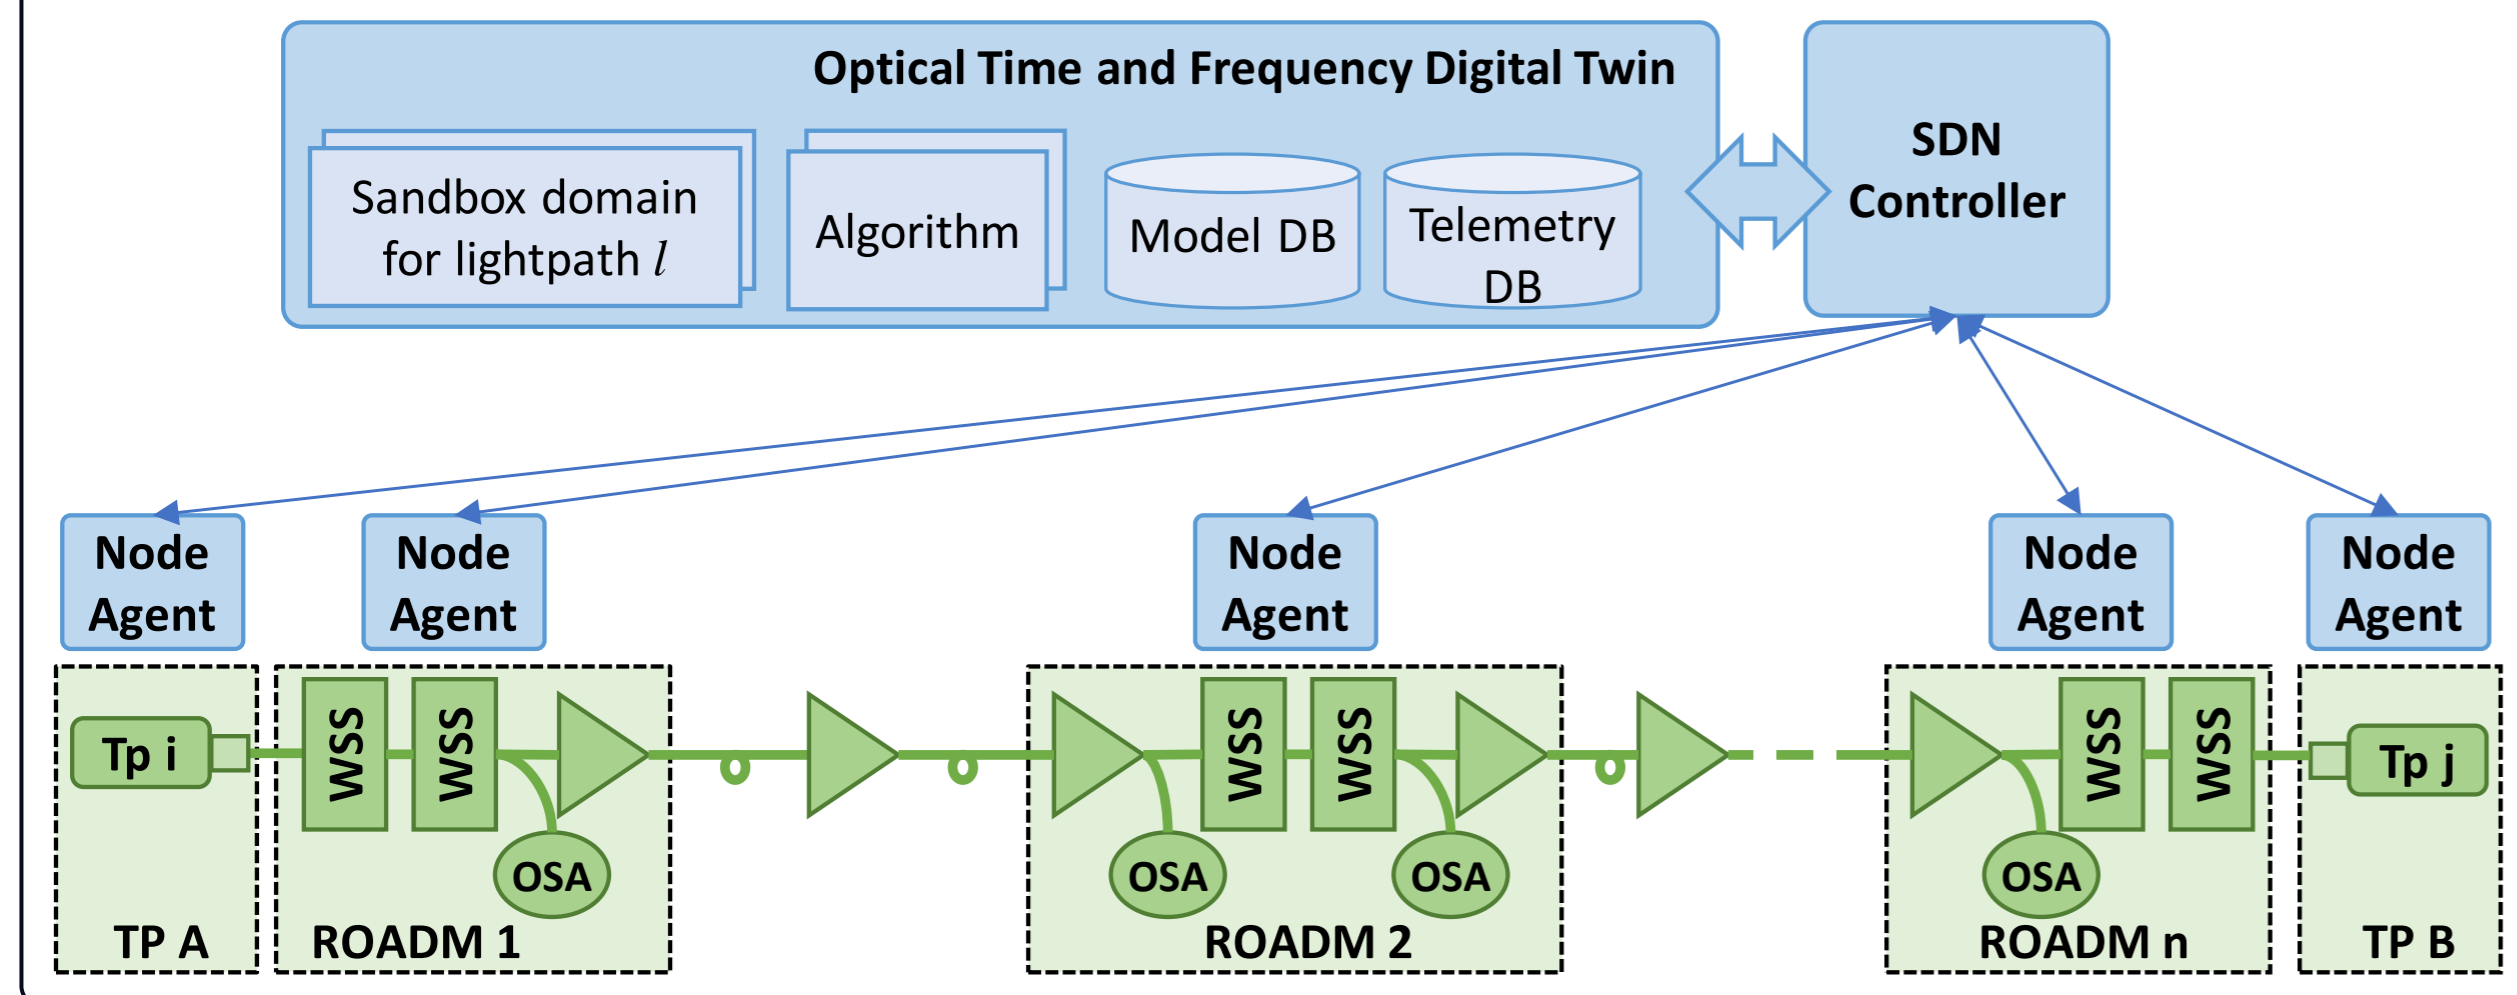 Optical Time and Frequency Digital Twin
Sandbox domain
for lightpath l
Algorithm
Model DB
Telemetry
DB
SDN
Controller
Node
Agent
Node
Agent
Node
Agent
Node
Agent
Node
Agent
Tp i
WSS
WSS
OSA
WSS
WSS
OSA
OSA
WSS
WSS
OSA
Tp j
TP A
ROADM 1
ROADM 2
ROADM n
TP B